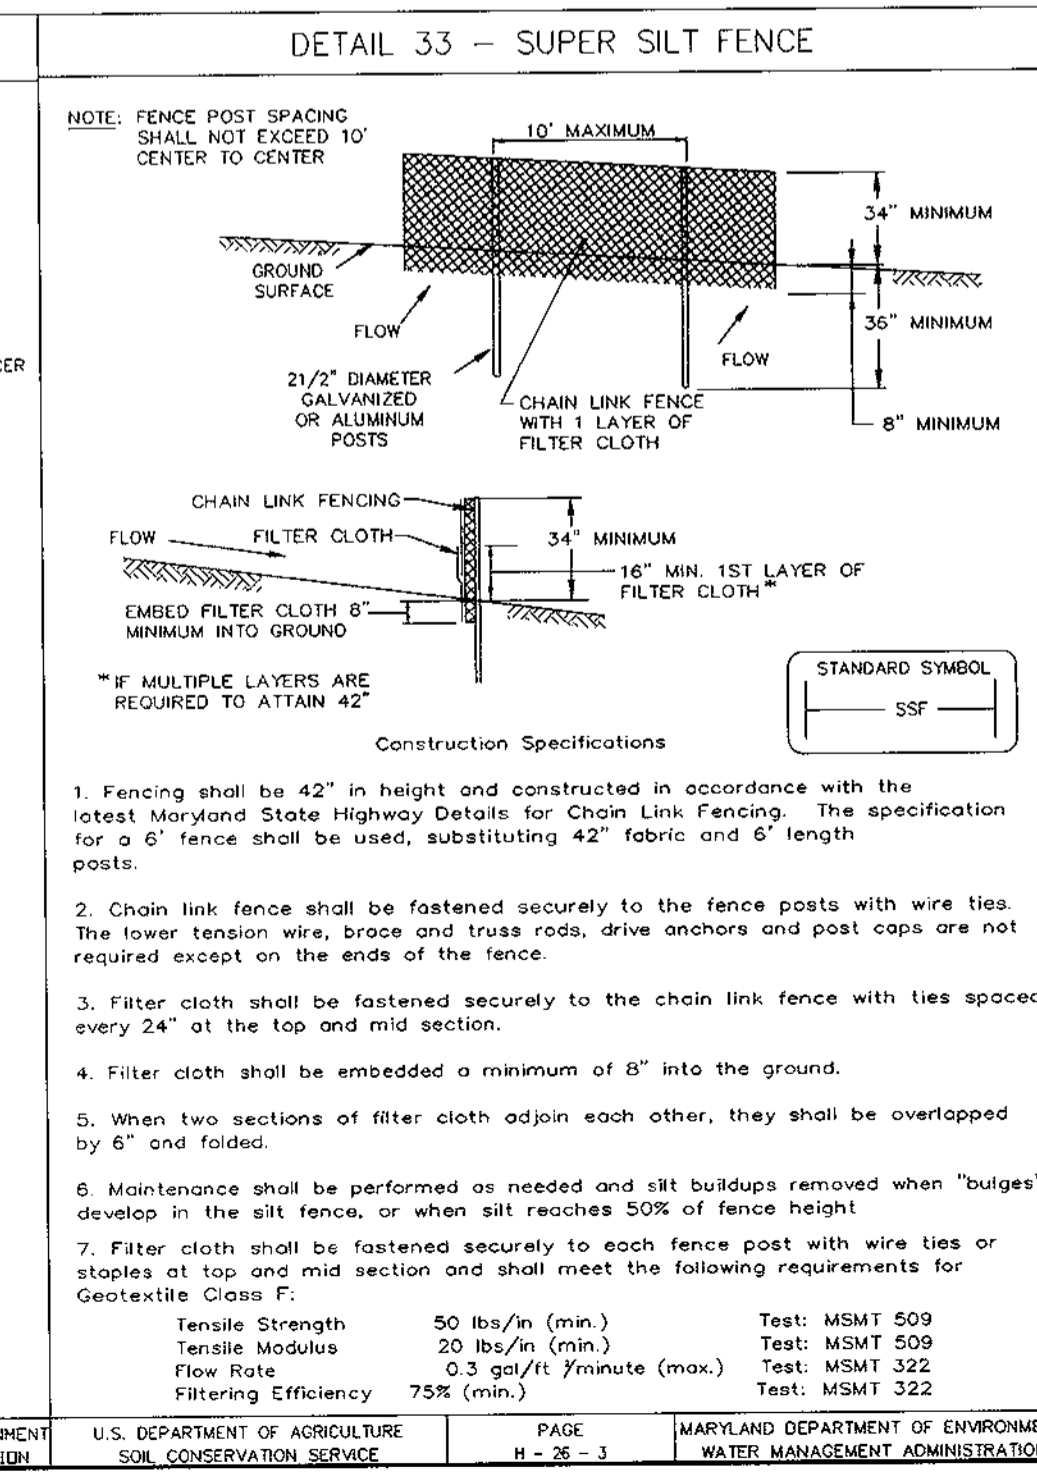 DETAIL 33 – SUPER SILT FENCE
NOTE: FENCE POST SPACING
SHALL NOT EXCEED 10'
CENTER TO CENTER
10' MAXIMUM
34" MINIMUM
GROUND
SURFACE
FLOW
36" MINIMUM
FLOW
21/2" DIAMETER
GALVANIZED
OR ALUMINUM
POSTS
CHAIN LINK FENCE
WITH 1 LAYER OF
FILTER CLOTH
8" MINIMUM
CER
CHAIN LINK FENCING
FLOW
FILTER CLOTH
34" MINIMUM
16" MIN. 1ST LAYER OF
FILTER CLOTH*
EMBED FILTER CLOTH 8"
MINIMUM INTO GROUND
*IF MULTIPLE LAYERS ARE
REQUIRED TO ATTAIN 42"
STANDARD SYMBOL
SSF
Construction Specifications
1. Fencing shall be 42" in height and constructed in accordance with the
latest Maryland State Highway Details for Chain Link Fencing. The specification
for a 6' fence shall be used, substituting 42" fabric and 6' length
posts.
2. Chain link fence shall be fastened securely to the fence posts with wire ties.
The lower tension wire, brace and truss rods, drive anchors and post caps are not
required except on the ends of the fence.
3. Filter cloth shall be fastened securely to the chain link fence with ties spaced
every 24" at the top and mid section.
4. Filter cloth shall be embedded a minimum of 8" into the ground.
5. When two sections of filter cloth adjoin each other, they shall be overlapped
by 6" and folded.
6. Maintenance shall be performed as needed and silt buildups removed when "bulges"
develop in the silt fence, or when silt reaches 50% of fence height
7. Filter cloth shall be fastened securely to each fence post with wire ties or
staples at top and mid section and shall meet the following requirements for
Geotextile Class F:
Tensile Strength 50 lbs/in (min.) Test: MSMT 509
Tensile Modulus 20 lbs/in (min.) Test: MSMT 509
Flow Rate 0.3 gal/ft ²/minute (max.) Test: MSMT 322
Filtering Efficiency 75% (min.) Test: MSMT 322
NMENT
ION
U.S. DEPARTMENT OF AGRICULTURE
SOIL CONSERVATION SERVICE
PAGE
H - 26 - 3
MARYLAND DEPARTMENT OF ENVIRONME
WATER MANAGEMENT ADMINISTRATION